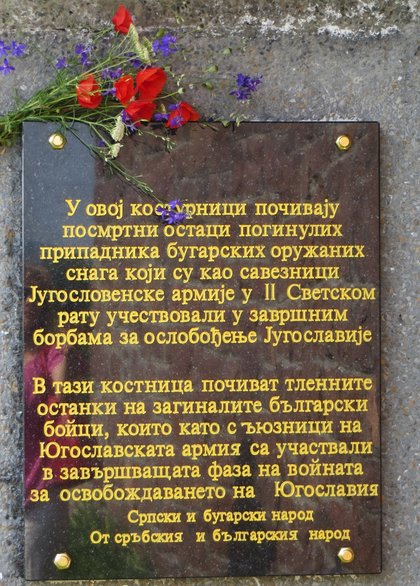 У овој костурници почивају
посмртни остаци погинулих
припадника бугарских оружаних
снага који су као савезници
Југословенске армије у II Светском
рату учествовали у завршним
борбама за ослобођење Југославије
В тази костница почиват тленните
останки на загиналите български
бойци, които като съюзници на
Югославската армия са участвали
в завършващата фаза на войната
за освобождаването на Югославия
Српски и бугарски народ
От сръбския и българския народ